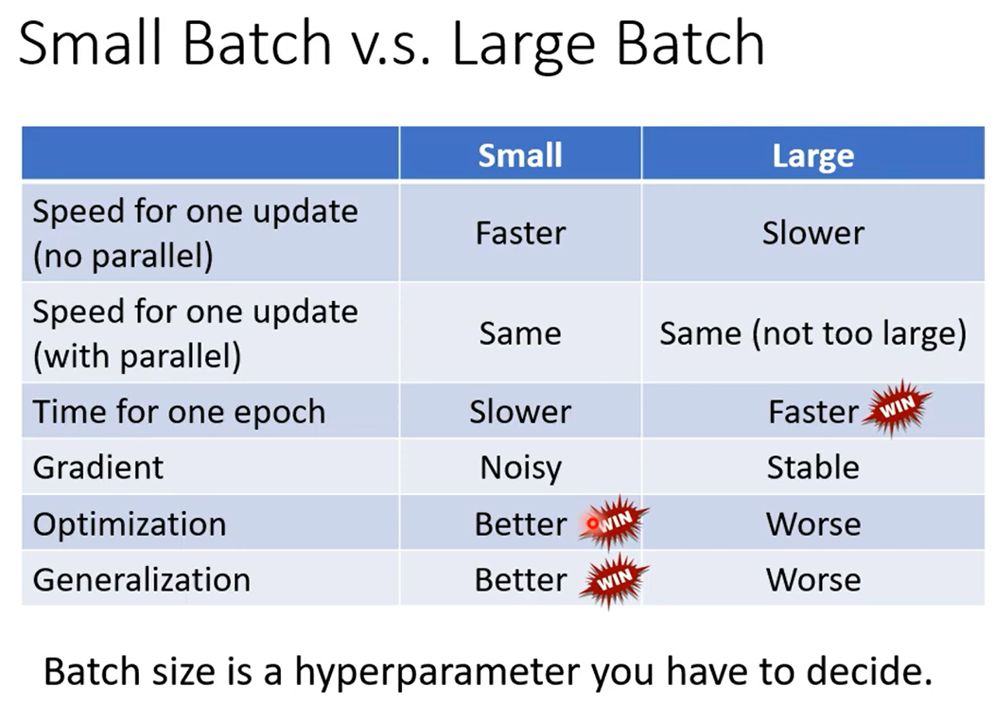 Small Batch v.s. Large Batch
Small Large
Speed for one update
(no parallel)
Faster Slower
Speed for one update
(with parallel)
Same Same (not too large)
Time for one epoch Slower Faster WIN
Gradient Noisy Stable
Optimization Better WIN Worse
Generalization Better WIN Worse
Batch size is a hyperparameter you have to decide.